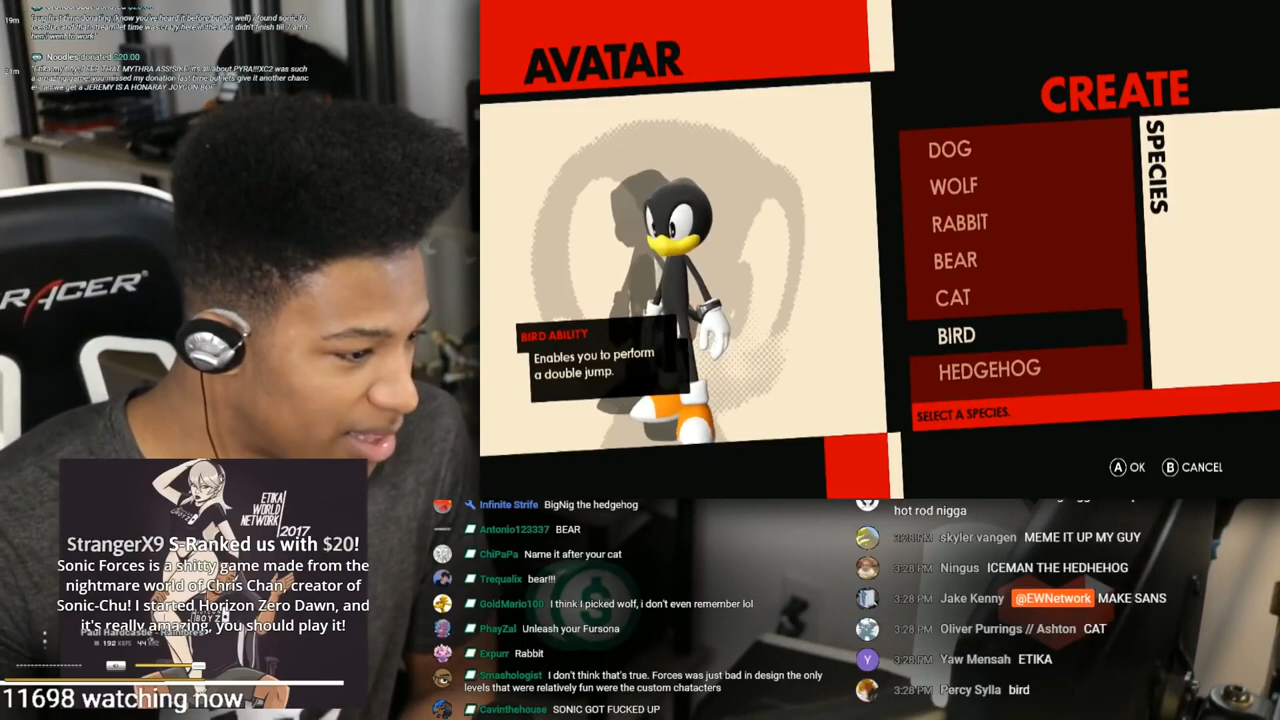 19m
hen went to work!
21m
Noodles donated $20.00
AVATAR
CREATE
SPECIES
DOG
WOLF
RABBIT
BEAR
CAT
BIRD
HEDGEHOG
BIRD ABILITY
Enables you to perform
a double jump.
SELECT A SPECIES.
A OK B CANCEL
RACER
ETIKA
WORLD
NETWORK
2017
StrangerX9 S-Ranked us with $20!
Sonic Forces is a shitty game made from the
nightmare world of Chris Chan, creator of
Sonic-Chu! I started Horizon Zero Dawn, and
it's really amazing, you should play it!
11698 watching now
Infinite Strife BigNig the hedgehog
Antonio123337 BEAR
ChiPaPa Name it after your cat
Trequalix bear!!!
GoldMario100 I think I picked wolf, i don't even remember lol
PhayZal Unleash your Fursona
Expurr Rabbit
Smashologist I don't think that's true. Forces was just bad in design the only
levels that were relatively fun were the custom chatacters
Cavinthehouse SONIC GOT FUCKED UP
hot rod nigga
3:28 PM skyler vangen MEME IT UP MY GUY
3:28 PM Ningus ICEMAN THE HEDHEHOG
3:28 PM Jake Kenny @EWNetwork MAKE SANS
3:28 PM Oliver Purrings // Ashton CAT
3:28 PM Yaw Mensah ETIKA
3:28 PM Percy Sylla bird